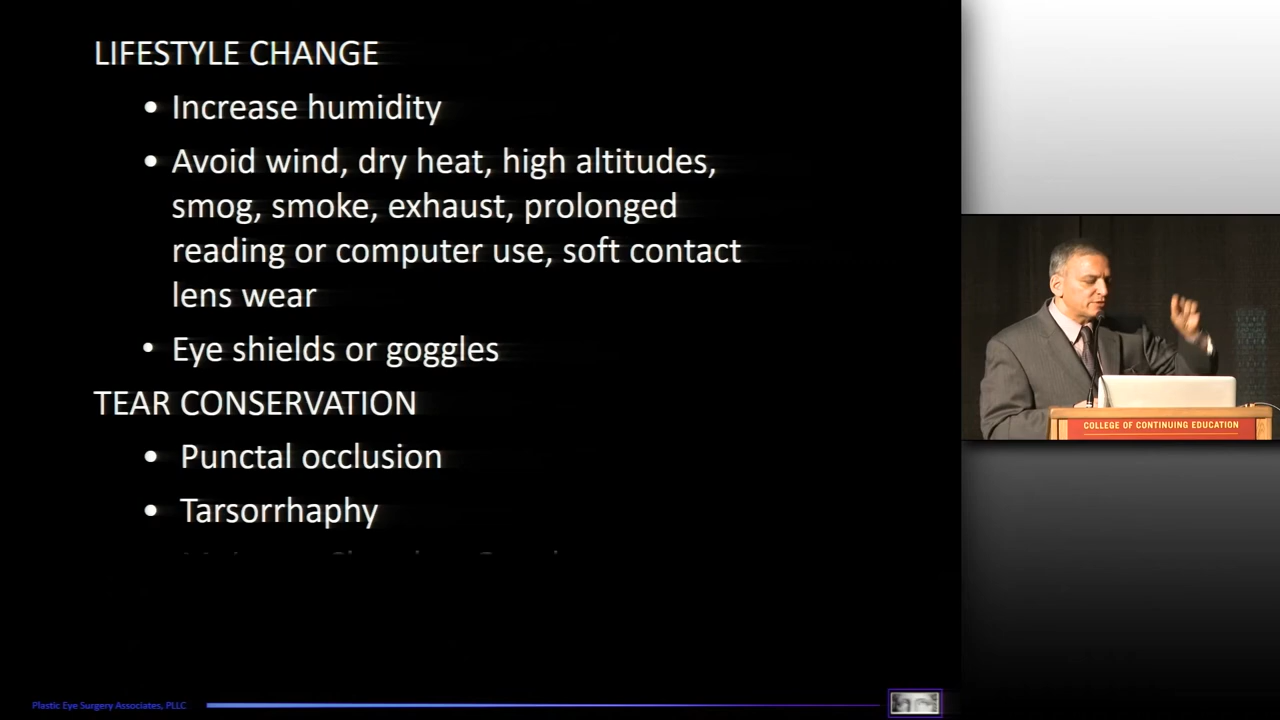 LIFESTYLE CHANGE
• Increase humidity
• Avoid wind, dry heat, high altitudes,
smog, smoke, exhaust, prolonged
reading or computer use, soft contact
lens wear
• Eye shields or goggles
TEAR CONSERVATION
• Punctal occlusion
• Tarsorrhaphy
Plastic Eye Surgery Associates, PLLC
COLLEGE OF CONTINUING EDUCATION